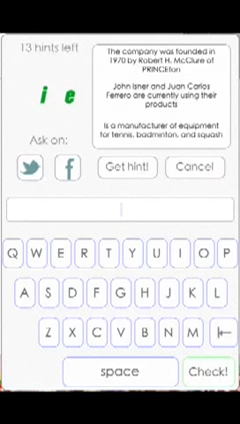 13 hints left
The company was founded in
1970 by Robert H. McClure of
PRINCEton
John Isner and Juan Carlos
Ferrero are currently using their
products
Is a manufacturer of equipment
for tennis, badminton, and squash
i e
Ask on:
Get hint!
Cancel
Q W E R T Y U I O P
A S D F G H J K L
Z X C V B N M
space
Check!